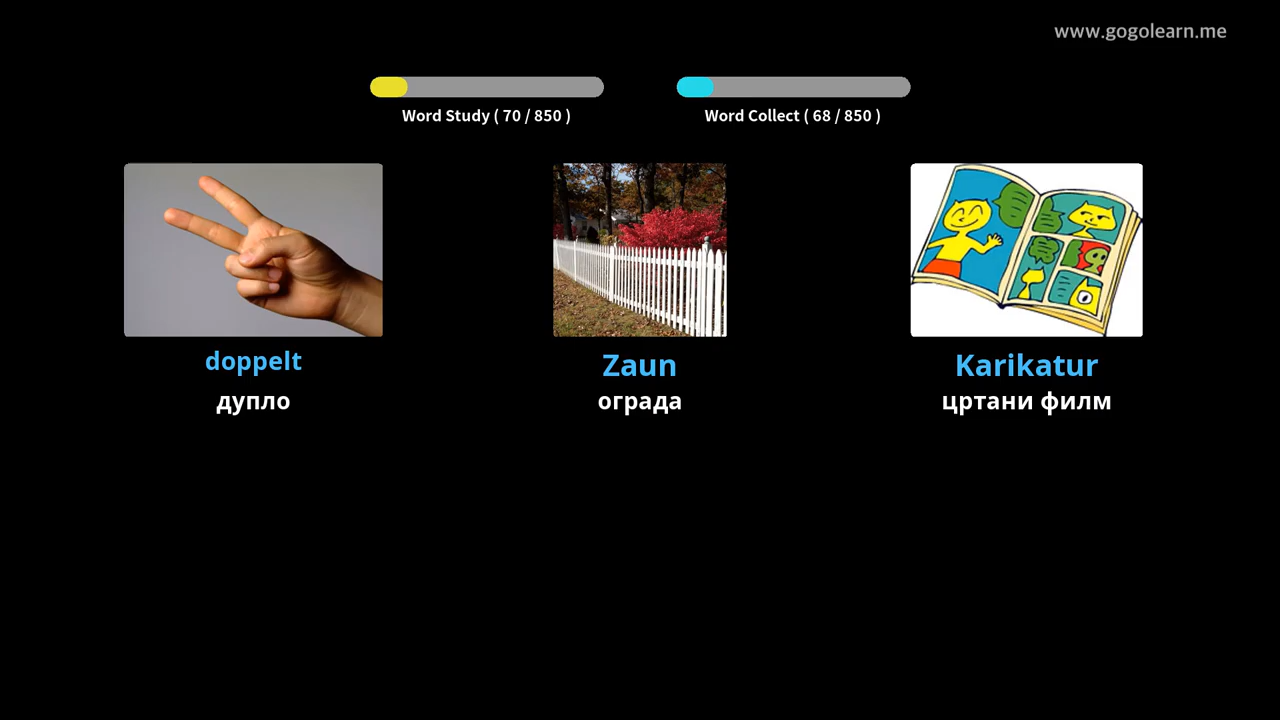 www.gogolearn.me
Word Study ( 70 / 850 )
Word Collect ( 68 / 850 )
doppelt
Zaun
Karikatur
дупло
ограда
цртани филм